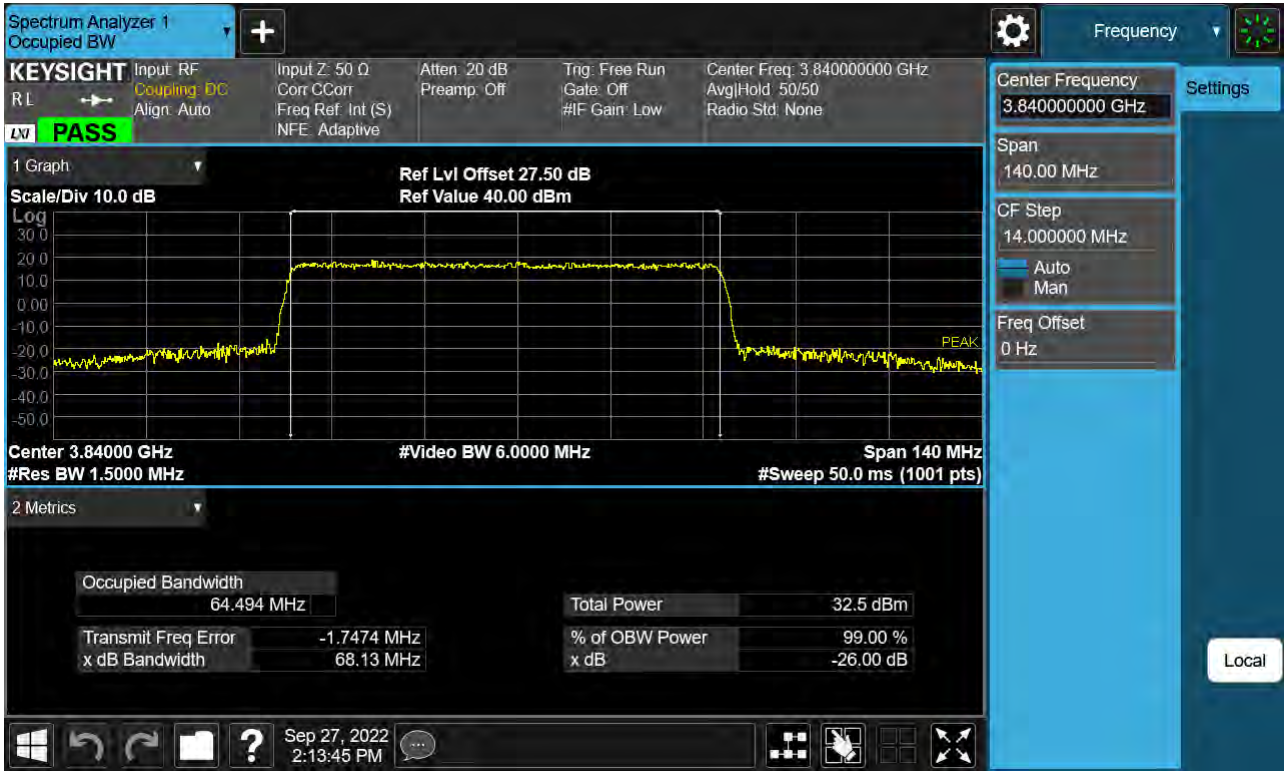 Spectrum Analyzer 1
Occupied BW
Frequency
KEYSIGHT
RL
LXI
PASS
Input: RF
Coupling: DC
Align: Auto
Input Z: 50 Ω
Corr CCorr
Freq Ref: Int (S)
NFE: Adaptive
Atten: 20 dB
Preamp: Off
Trig: Free Run
Gate: Off
#IF Gain: Low
Center Freq: 3.840000000 GHz
Avg|Hold: 50/50
Radio Std: None
Center Frequency
3.840000000 GHz
Settings
Span
140.00 MHz
CF Step
14.000000 MHz
Auto
Man
Freq Offset
0 Hz
Local
1 Graph
Scale/Div 10.0 dB
Ref Lvl Offset 27.50 dB
Ref Value 40.00 dBm
Log
30.0
20.0
10.0
0.00
-10.0
-20.0
-30.0
-40.0
-50.0
PEAK
Center 3.84000 GHz
#Video BW 6.0000 MHz
Span 140 MHz
#Res BW 1.5000 MHz
#Sweep 50.0 ms (1001 pts)
2 Metrics
Occupied Bandwidth
64.494 MHz
Total Power 32.5 dBm
Transmit Freq Error -1.7474 MHz
% of OBW Power 99.00 %
x dB Bandwidth 68.13 MHz
x dB -26.00 dB
?
Sep 27, 2022
2:13:45 PM